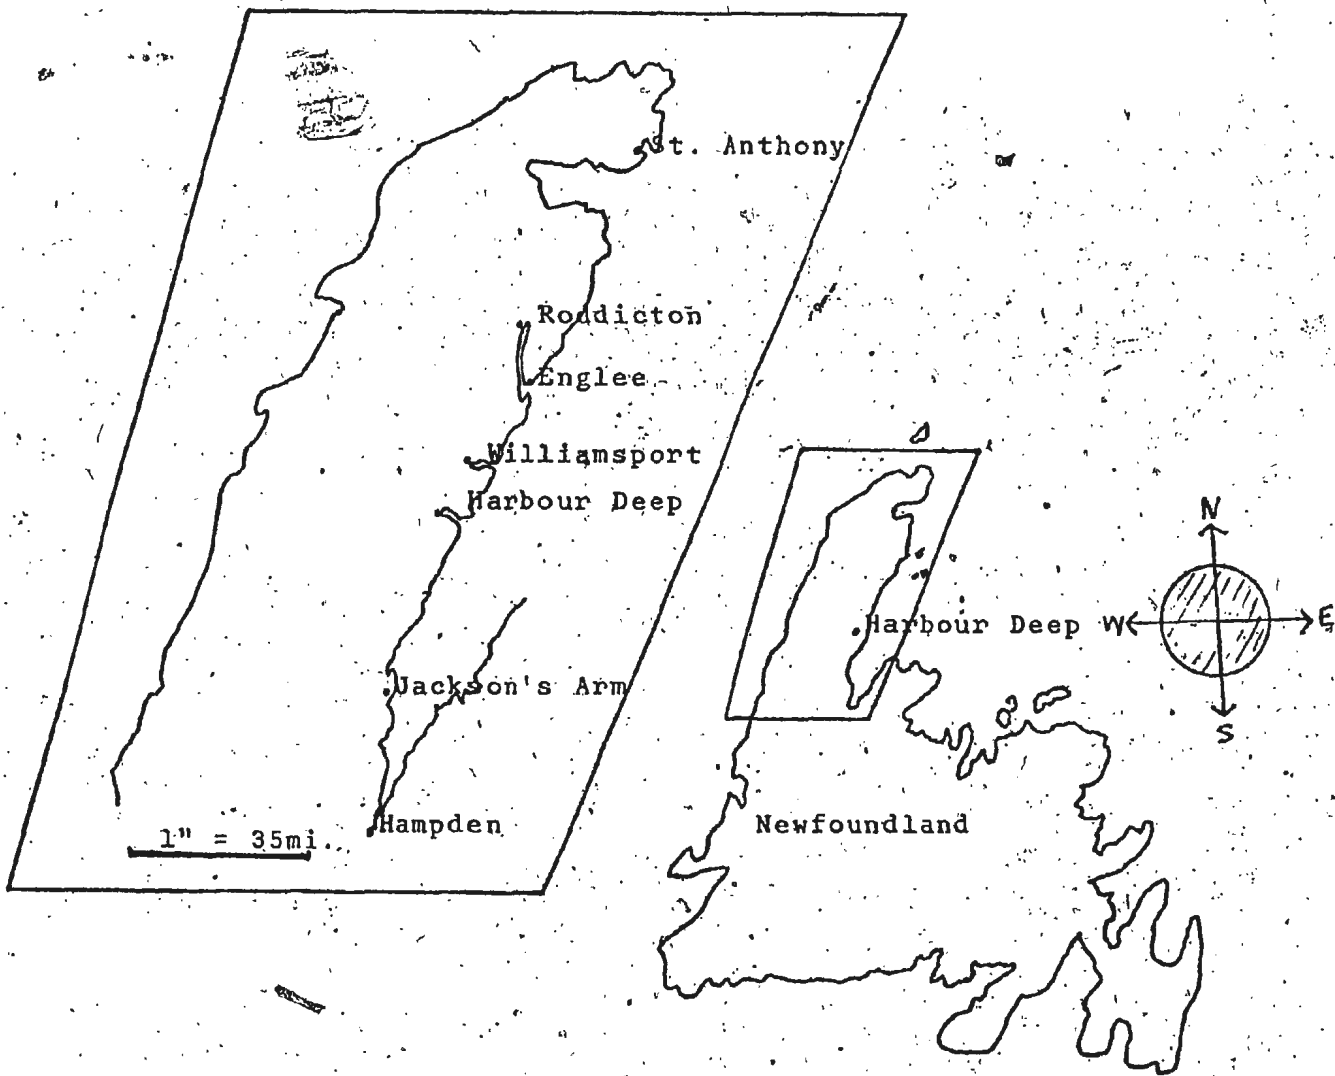 St. Anthony
Roddicton
Englee
Williamsport
Harbour Deep
Jackson's Arm
Hampden
1" = 35mi.
Harbour Deep
Newfoundland
N
W
E
S